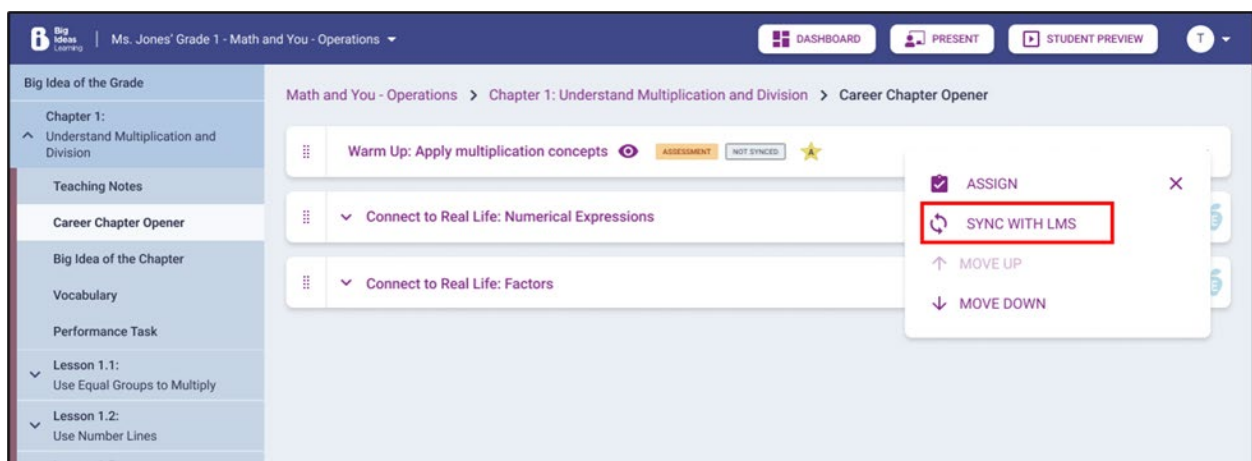 Big Ideas Learning
Ms. Jones' Grade 1 - Math and You - Operations
DASHBOARD
PRESENT
STUDENT PREVIEW
T
Big Idea of the Grade
Chapter 1:
Understand Multiplication and
Division
Teaching Notes
Career Chapter Opener
Big Idea of the Chapter
Vocabulary
Performance Task
Lesson 1.1:
Use Equal Groups to Multiply
Lesson 1.2:
Use Number Lines
Math and You - Operations > Chapter 1: Understand Multiplication and Division > Career Chapter Opener
Warm Up: Apply multiplication concepts ASSESSMENT NOT SYNCED A
Connect to Real Life: Numerical Expressions
Connect to Real Life: Factors
ASSIGN
SYNC WITH LMS
MOVE UP
MOVE DOWN